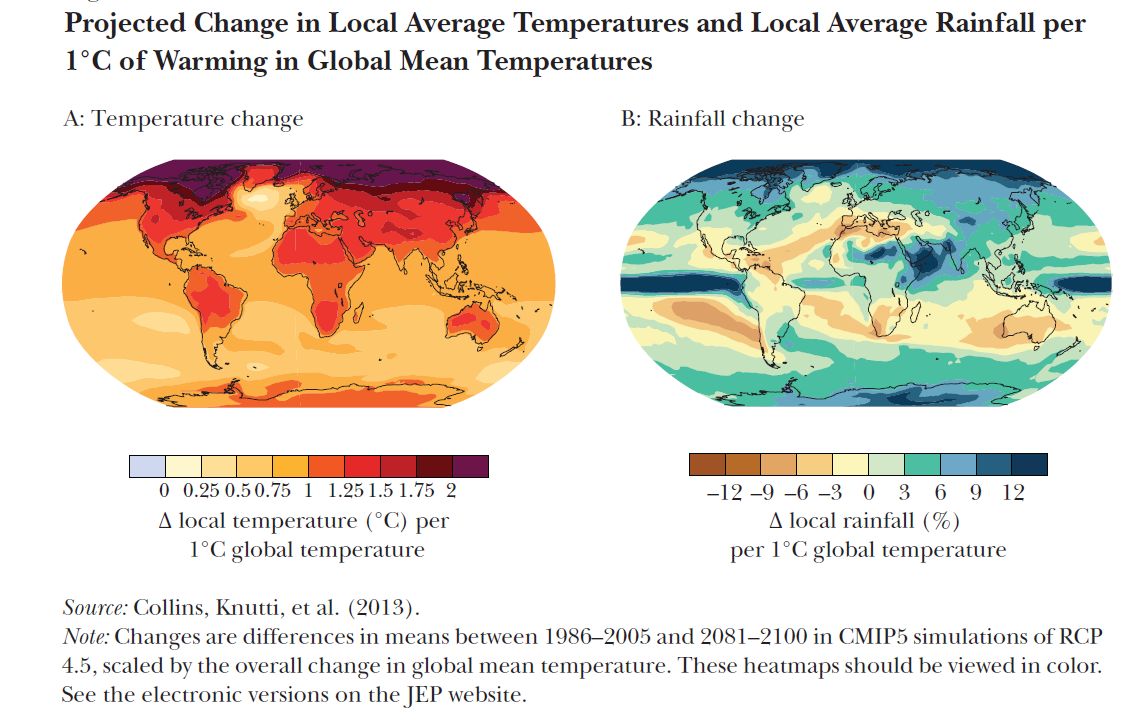 Projected Change in Local Average Temperatures and Local Average Rainfall per
1°C of Warming in Global Mean Temperatures
A: Temperature change
B: Rainfall change
0 0.25 0.5 0.75 1 1.25 1.5 1.75 2
Δ local temperature (°C) per
1°C global temperature
−12 −9 −6 −3 0 3 6 9 12
Δ local rainfall (%)
per 1°C global temperature
Source: Collins, Knutti, et al. (2013).
Note: Changes are differences in means between 1986–2005 and 2081–2100 in CMIP5 simulations of RCP
4.5, scaled by the overall change in global mean temperature. These heatmaps should be viewed in color.
See the electronic versions on the JEP website.